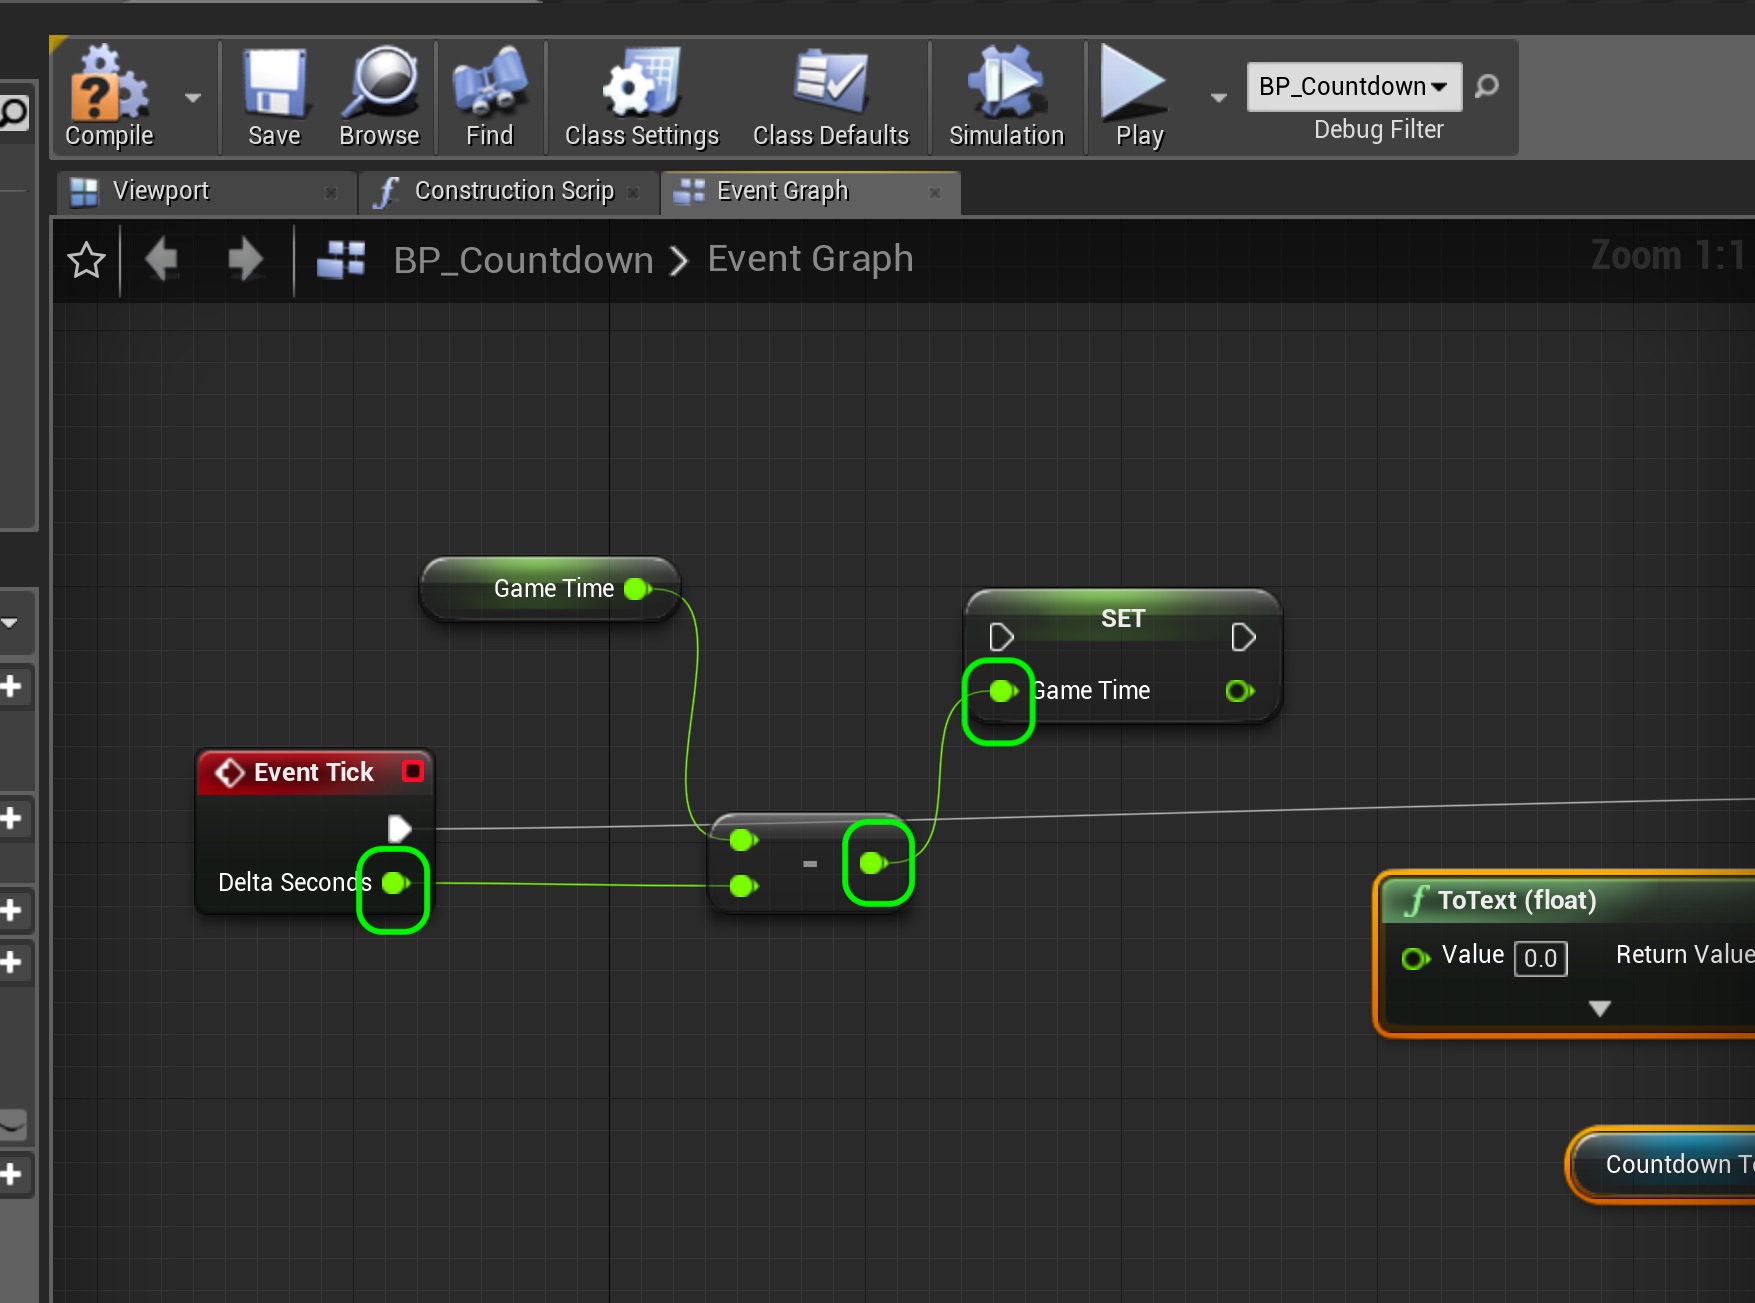 Compile
Save
Browse
Find
Class Settings
Class Defaults
Simulation
Play
BP_Countdown
Debug Filter
Viewport
Construction Scrip
Event Graph
BP_Countdown
Event Graph
Zoom 1:1
Game Time
SET
Game Time
Event Tick
Delta Seconds
-
ToText (float)
Value 0.0 Return Value
Countdown